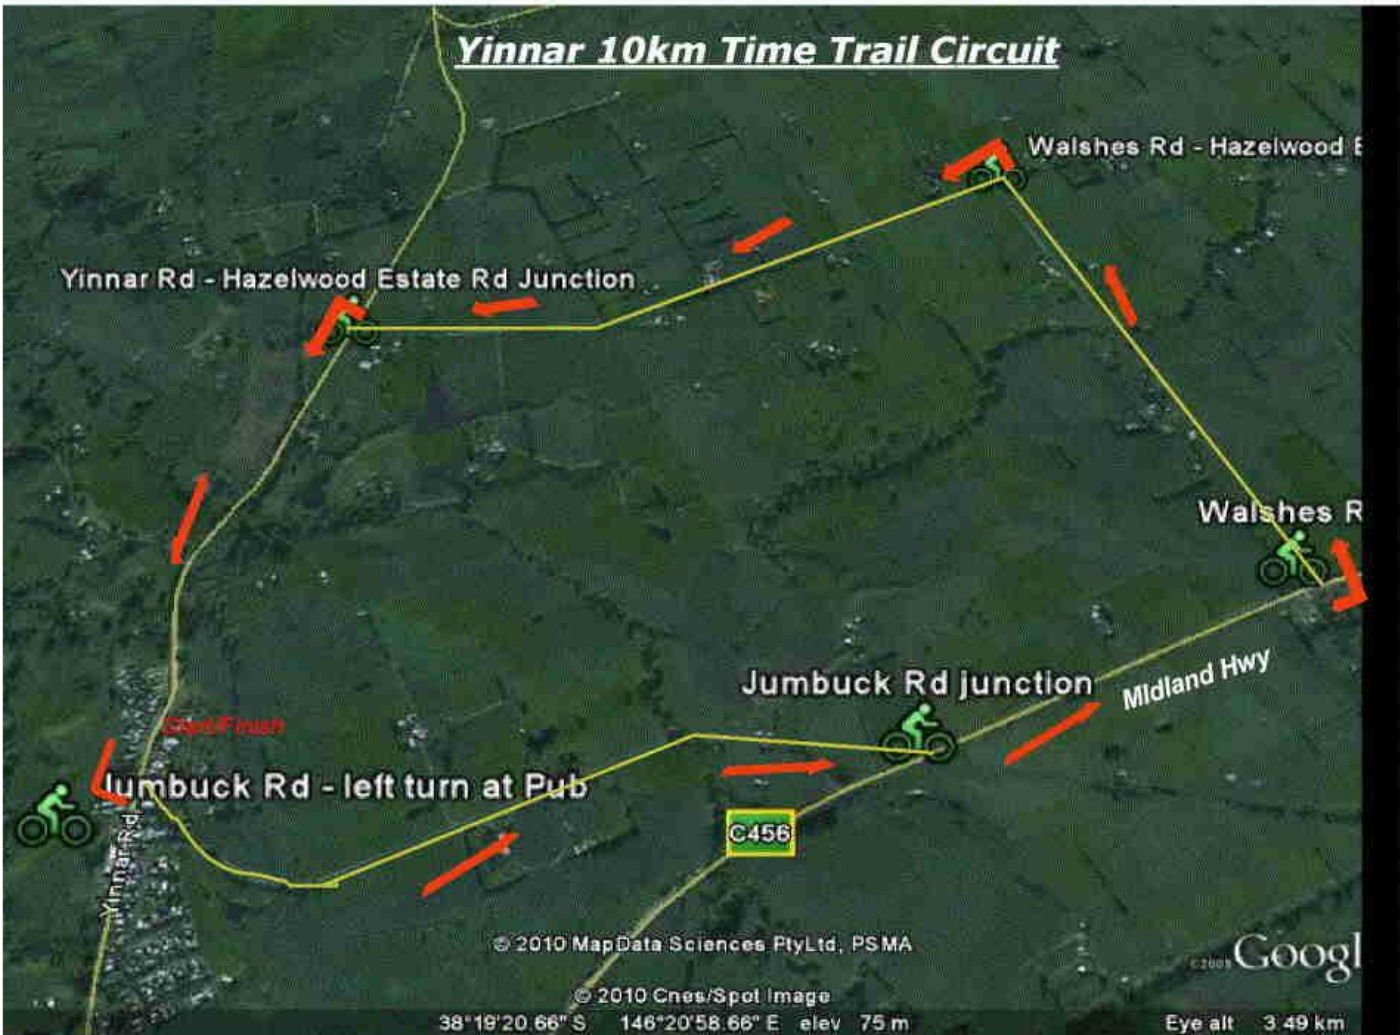 Yinnar 10km Time Trail Circuit
Walshes Rd - Hazelwood E
Yinnar Rd - Hazelwood Estate Rd Junction
Walshes R
Jumbuck Rd junction
MIdland Hwy
Start/Finish
Jumbuck Rd - left turn at Pub
C456
Yinnar Rd
© 2010 MapData Sciences PtyLtd, PSMA
©2009 Googl
© 2010 Cnes/Spot Image
38°19'20.66" S 146°20'58.66" E elev 75 m Eye alt 3.49 km